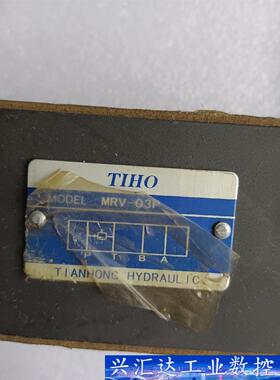 TIHO
MODEL MRV-03P
P T B A
TIANHONG HYDRAULIC
兴汇达工业数控